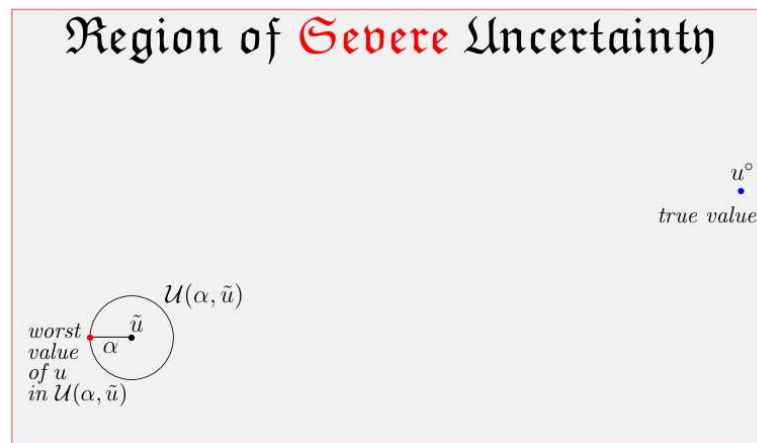 Region of Severe Uncertainty
u°
true value
𝒰(α, ũ)
ũ
α
worst
value
of u
in 𝒰(α, ũ)